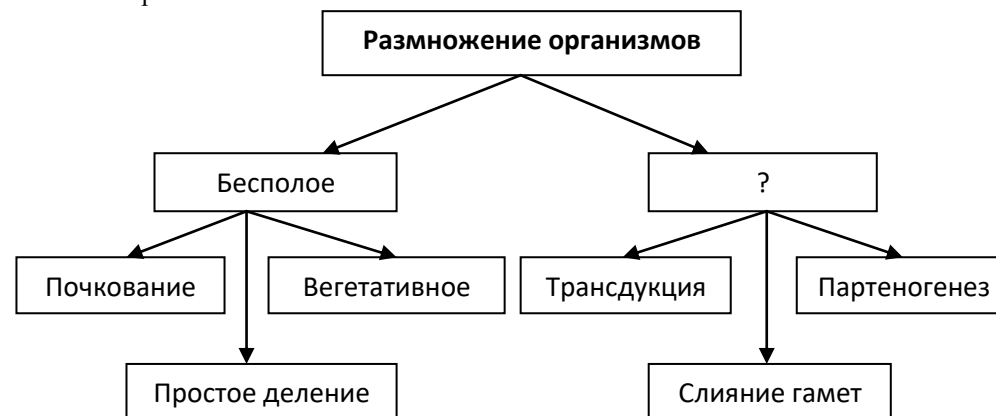 Размножение организмов
Бесполое
?
Почкование
Вегетативное
Трансдукция
Партеногенез
Простое деление
Слияние гамет